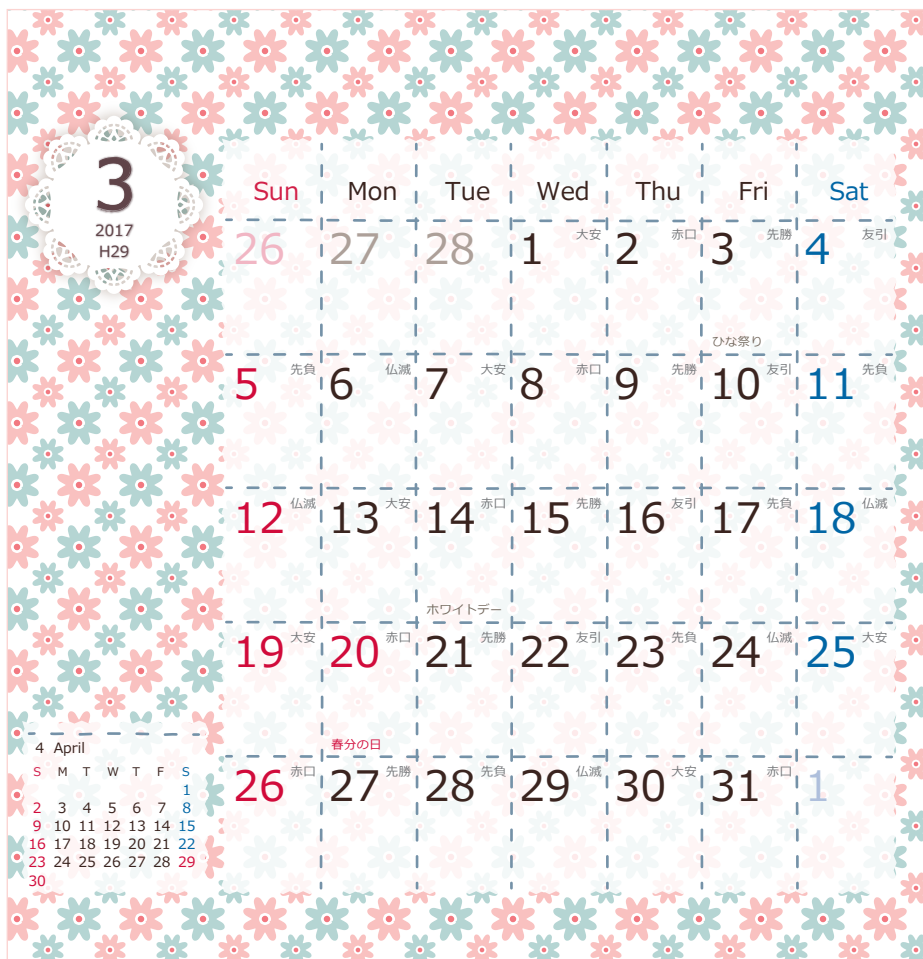 3
2017
H29
Sun Mon Tue Wed Thu Fri Sat
26 27 28 1 大安 2 赤口 3 先勝 4 友引
ひな祭り
5 先負 6 仏滅 7 大安 8 赤口 9 先勝 10 友引 11 先負
12 仏滅 13 大安 14 赤口 15 先勝 16 友引 17 先負 18 仏滅
ホワイトデー
19 大安 20 赤口 21 先勝 22 友引 23 先負 24 仏滅 25 大安
春分の日
26 赤口 27 先勝 28 先負 29 仏滅 30 大安 31 赤口 1
4 April
S M T W T F S
1
2 3 4 5 6 7 8
9 10 11 12 13 14 15
16 17 18 19 20 21 22
23 24 25 26 27 28 29
30